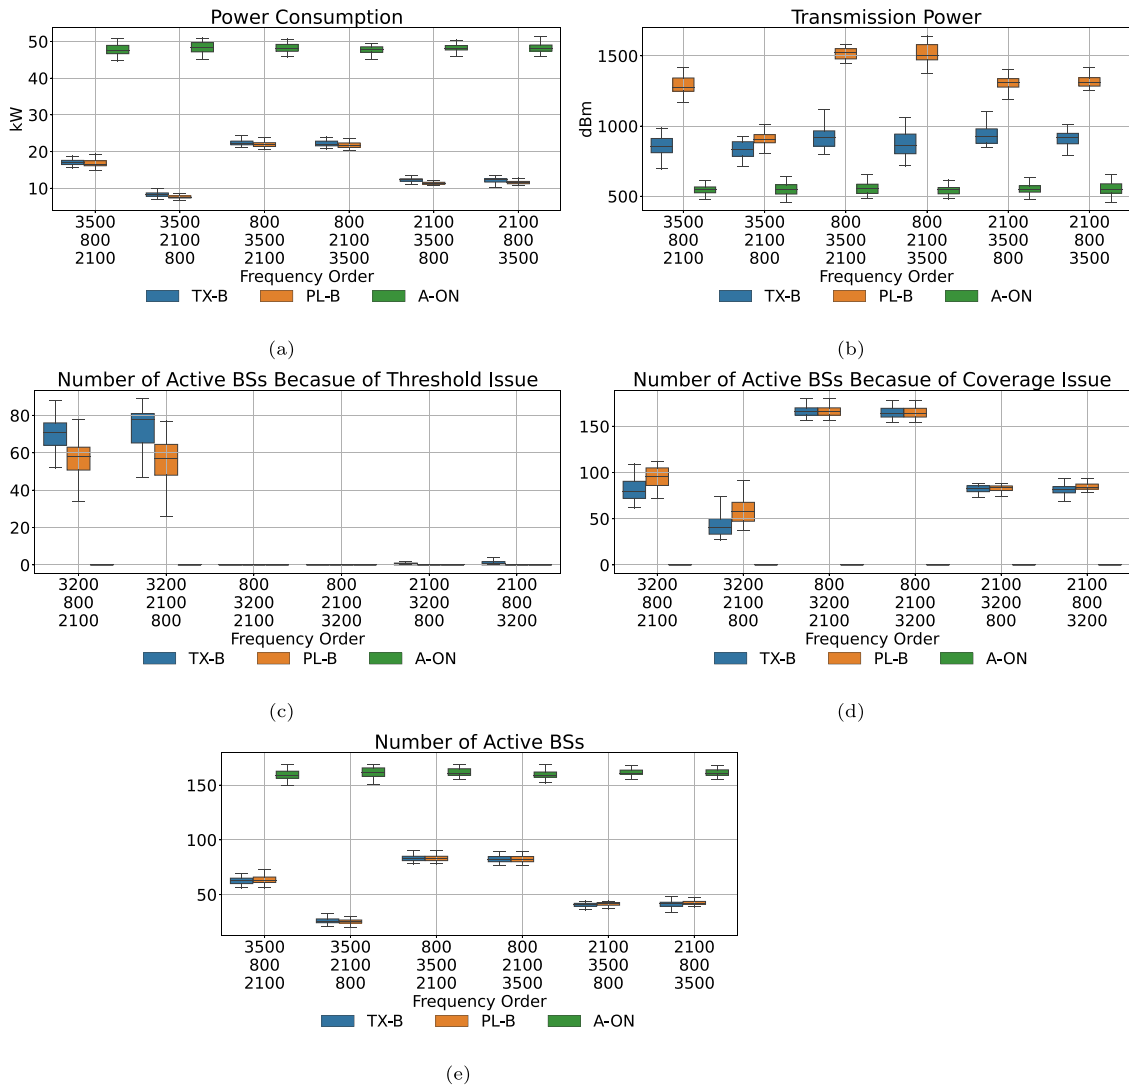 Power Consumption
50
40
30
20
10
kW
3500 3500 800 800 2100 2100
800 2100 3500 2100 3500 800
2100 800 2100 3500 800 3500
Frequency Order
TX-B PL-B A-ON
(a)
Transmission Power
1500
1000
500
dBm
3500 3500 800 800 2100 2100
800 2100 3500 2100 3500 800
2100 800 2100 3500 800 3500
Frequency Order
TX-B PL-B A-ON
(b)
Number of Active BSs Becasue of Threshold Issue
80
60
40
20
0
3200 3200 800 800 2100 2100
800 2100 3200 2100 3200 800
2100 800 2100 3200 800 3200
Frequency Order
TX-B PL-B A-ON
(c)
Number of Active BSs Becasue of Coverage Issue
150
100
50
0
3200 3200 800 800 2100 2100
800 2100 3200 2100 3200 800
2100 800 2100 3200 800 3200
Frequency Order
TX-B PL-B A-ON
(d)
Number of Active BSs
150
100
50
3500 3500 800 800 2100 2100
800 2100 3500 2100 3500 800
2100 800 2100 3500 800 3500
Frequency Order
TX-B PL-B A-ON
(e)